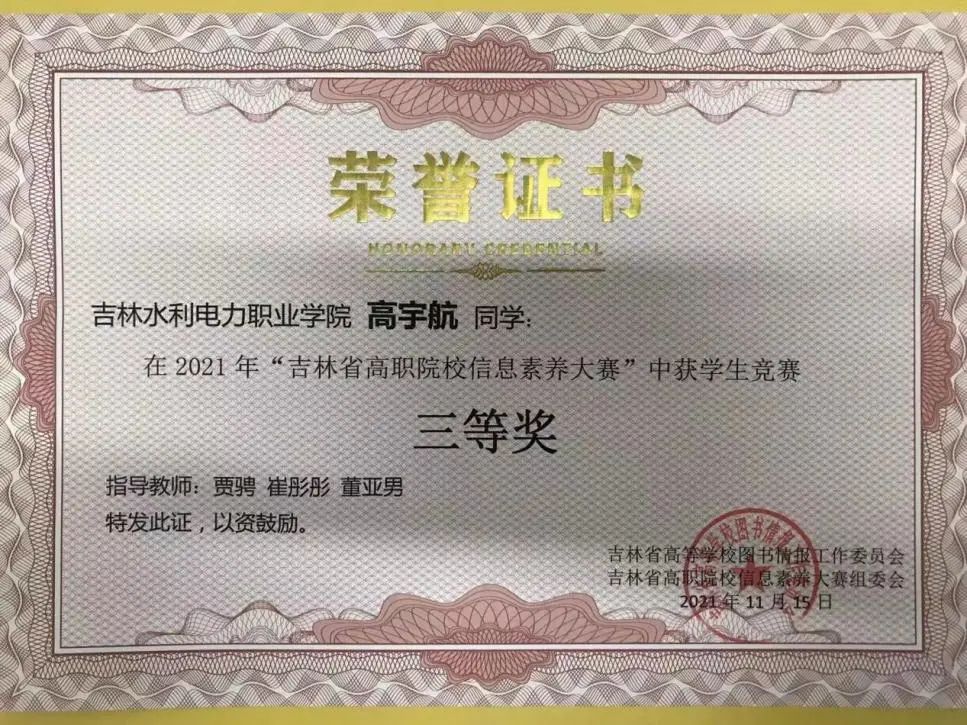 荣誉证书
HONORARY CREDENTIAL
吉林水利电力职业学院 高宇航 同学：
在 2021 年“吉林省高职院校信息素养大赛”中获学生竞赛
三等奖
指导教师：贾骋 崔彤彤 董亚男
特发此证，以资鼓励。
吉林省高等学校图书情报工作委员会
吉林省高职院校信息素养大赛组委会
2021 年 11 月 15 日